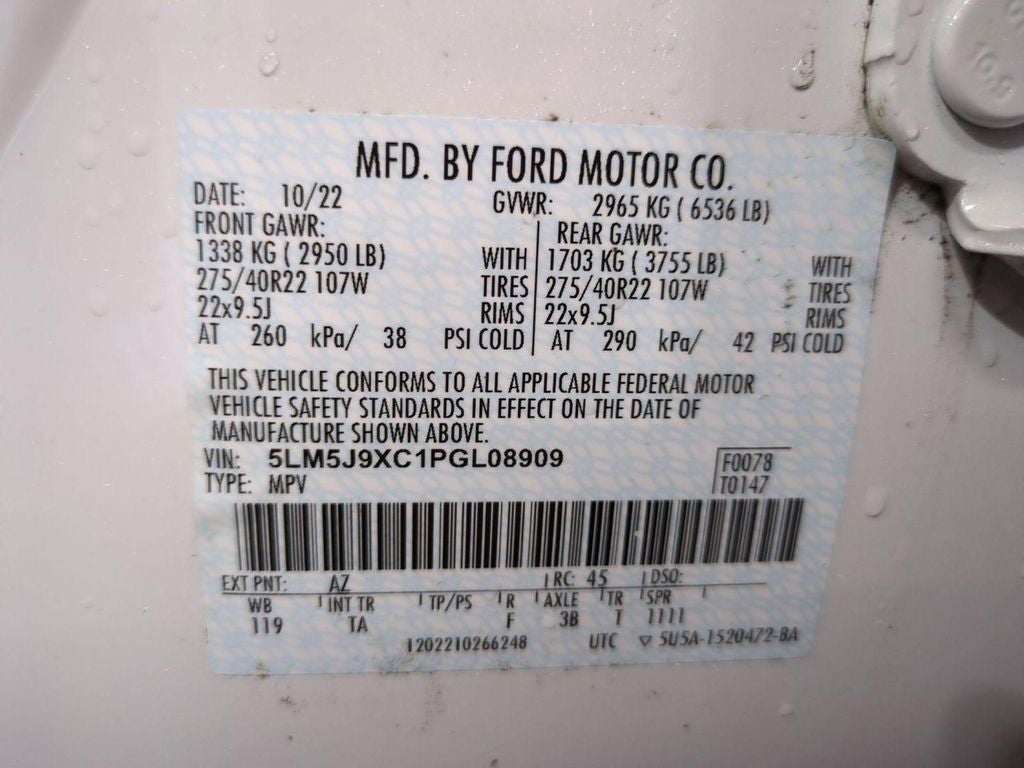 10.9
MFD. BY FORD MOTOR CO.
DATE: 10/22 GVWR: 2965 KG ( 6536 LB)
FRONT GAWR: REAR GAWR:
1338 KG ( 2950 LB) WITH 1703 KG ( 3755 LB) WITH
275/40R22 107W TIRES 275/40R22 107W TIRES
22x9.5J RIMS 22x9.5J RIMS
AT 260 kPa/ 38 PSI COLD AT 290 kPa/ 42 PSI COLD
THIS VEHICLE CONFORMS TO ALL APPLICABLE FEDERAL MOTOR
VEHICLE SAFETY STANDARDS IN EFFECT ON THE DATE OF
MANUFACTURE SHOWN ABOVE.
VIN: 5LM5J9XC1PGL08909 F0078
TYPE: MPV T0147
EXT PNT: AZ RC: 45 DSO:
WB INT TR TP/PS R AXLE TR SPR
119 TA F 3B T 1111
1202210266248 UTC ▽ 5U5A-1520472-BA